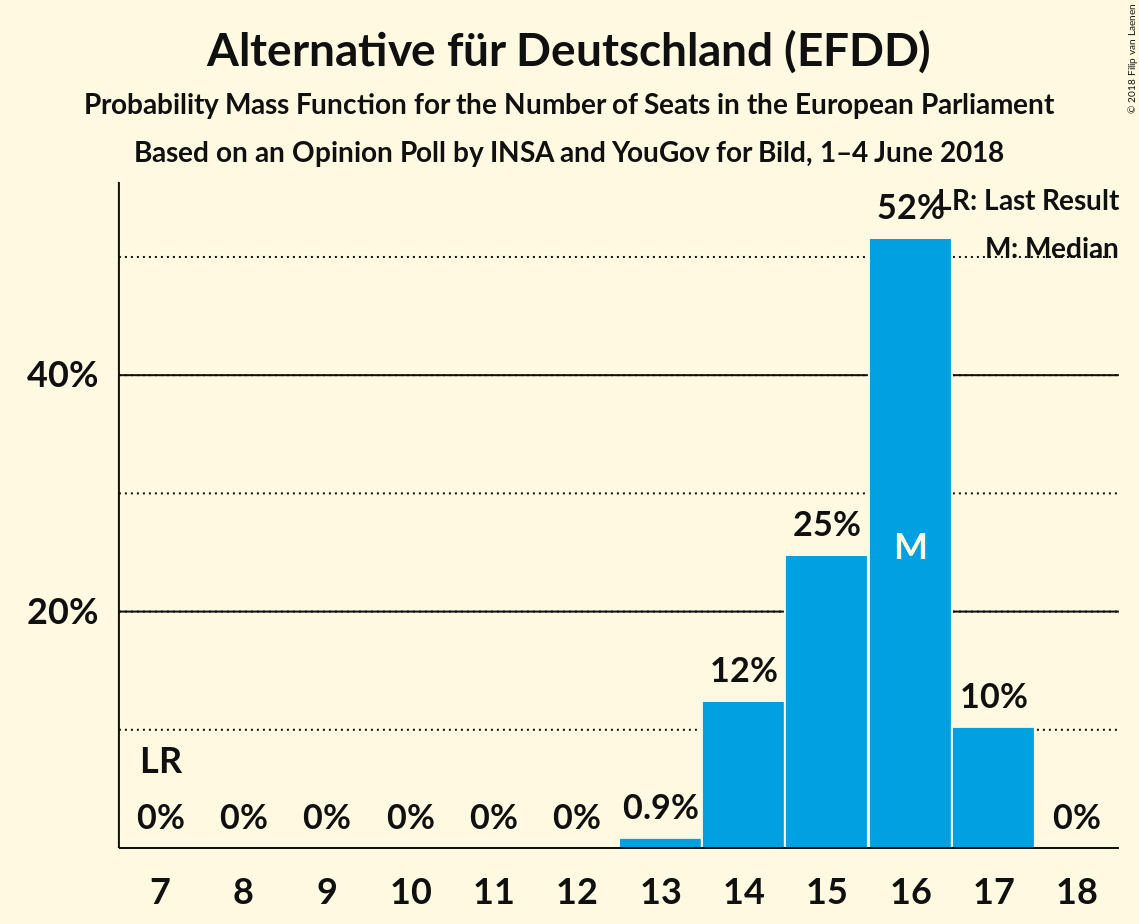 Alternative für Deutschland (EFDD)
Probability Mass Function for the Number of Seats in the European Parliament
Based on an Opinion Poll by INSA and YouGov for Bild, 1–4 June 2018
© 2018 Filip van Laenen
LR: Last Result
M: Median
52%
40%
25%
M
20%
12%
10%
LR
0.9%
0% 0% 0% 0% 0% 0% 0%
7 8 9 10 11 12 13 14 15 16 17 18